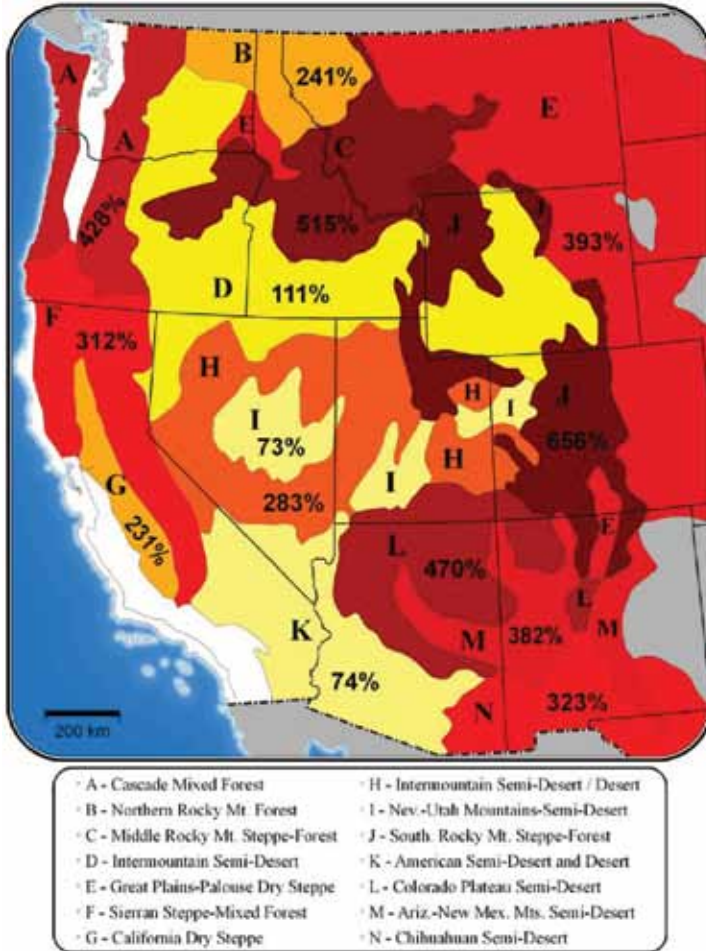 A
B
241%
E
A
E
C
428%
515%
J
J
393%
D
111%
F
312%
H
H
I
J
I
73%
656%
H
G
I
283%
231%
E
L
470%
L
K
M
382%
M
74%
N
323%
200 km
A - Cascade Mixed Forest
B - Northern Rocky Mt. Forest
C - Middle Rocky Mt. Steppe-Forest
D - Intermountain Semi-Desert
E - Great Plains-Palouse Dry Steppe
F - Sierran Steppe-Mixed Forest
G - California Dry Steppe
H - Intermountain Semi-Desert / Desert
I - Nev.-Utah Mountains-Semi-Desert
J - South. Rocky Mt. Steppe-Forest
K - American Semi-Desert and Desert
L - Colorado Plateau Semi-Desert
M - Ariz.-New Mex. Mts. Semi-Desert
N - Chihuahuan Semi-Desert